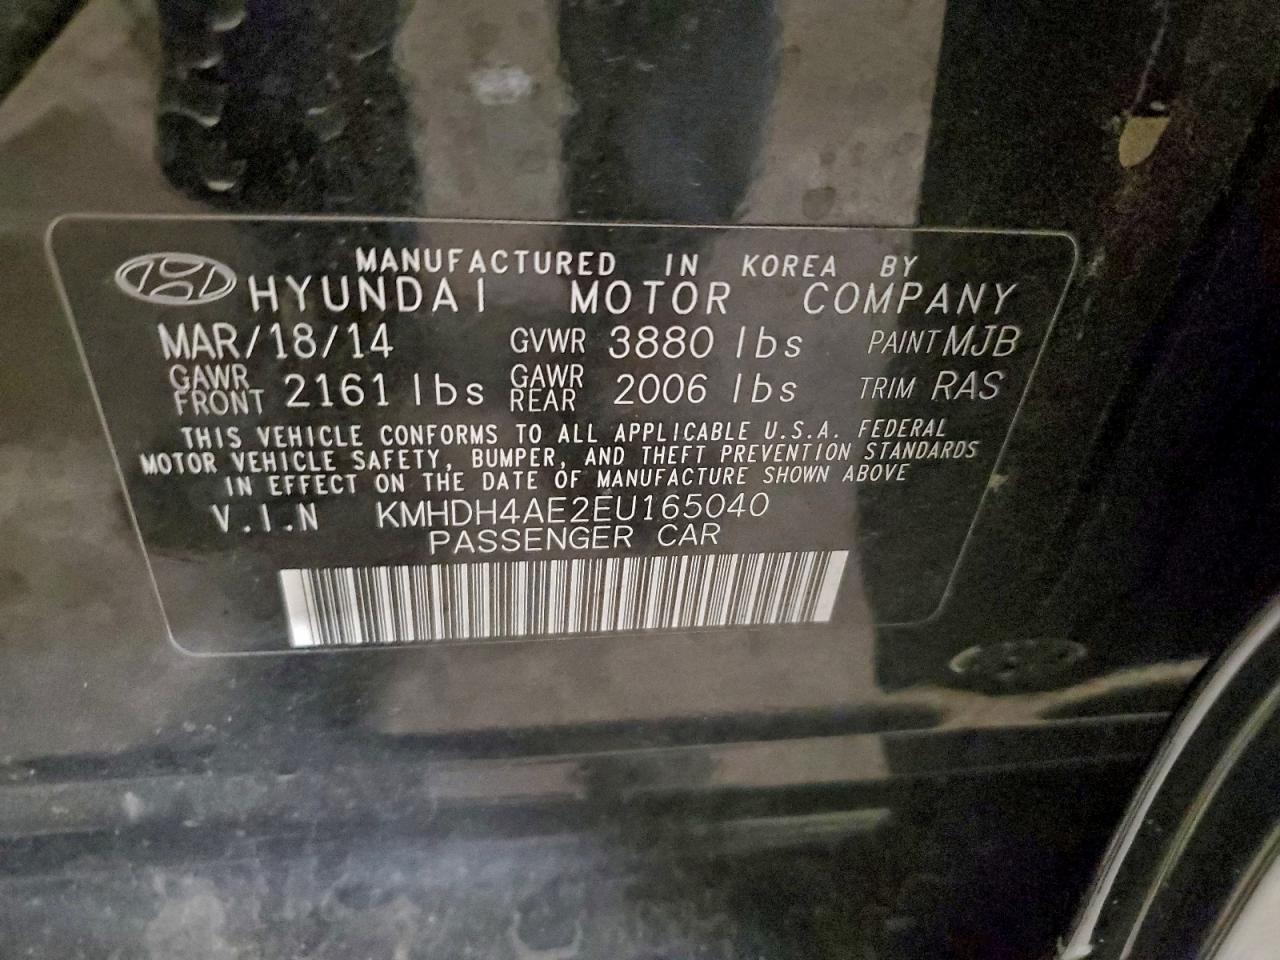 MANUFACTURED IN KOREA BY
HYUNDAI MOTOR COMPANY
MAR/18/14 GVWR 3880 lbs PAINT MJB
GAWR FRONT 2161 lbs GAWR REAR 2006 lbs TRIM RAS
THIS VEHICLE CONFORMS TO ALL APPLICABLE U.S.A. FEDERAL
MOTOR VEHICLE SAFETY, BUMPER, AND THEFT PREVENTION STANDARDS
IN EFFECT ON THE DATE OF MANUFACTURE SHOWN ABOVE
V.I.N KMHDH4AE2EU165040
PASSENGER CAR